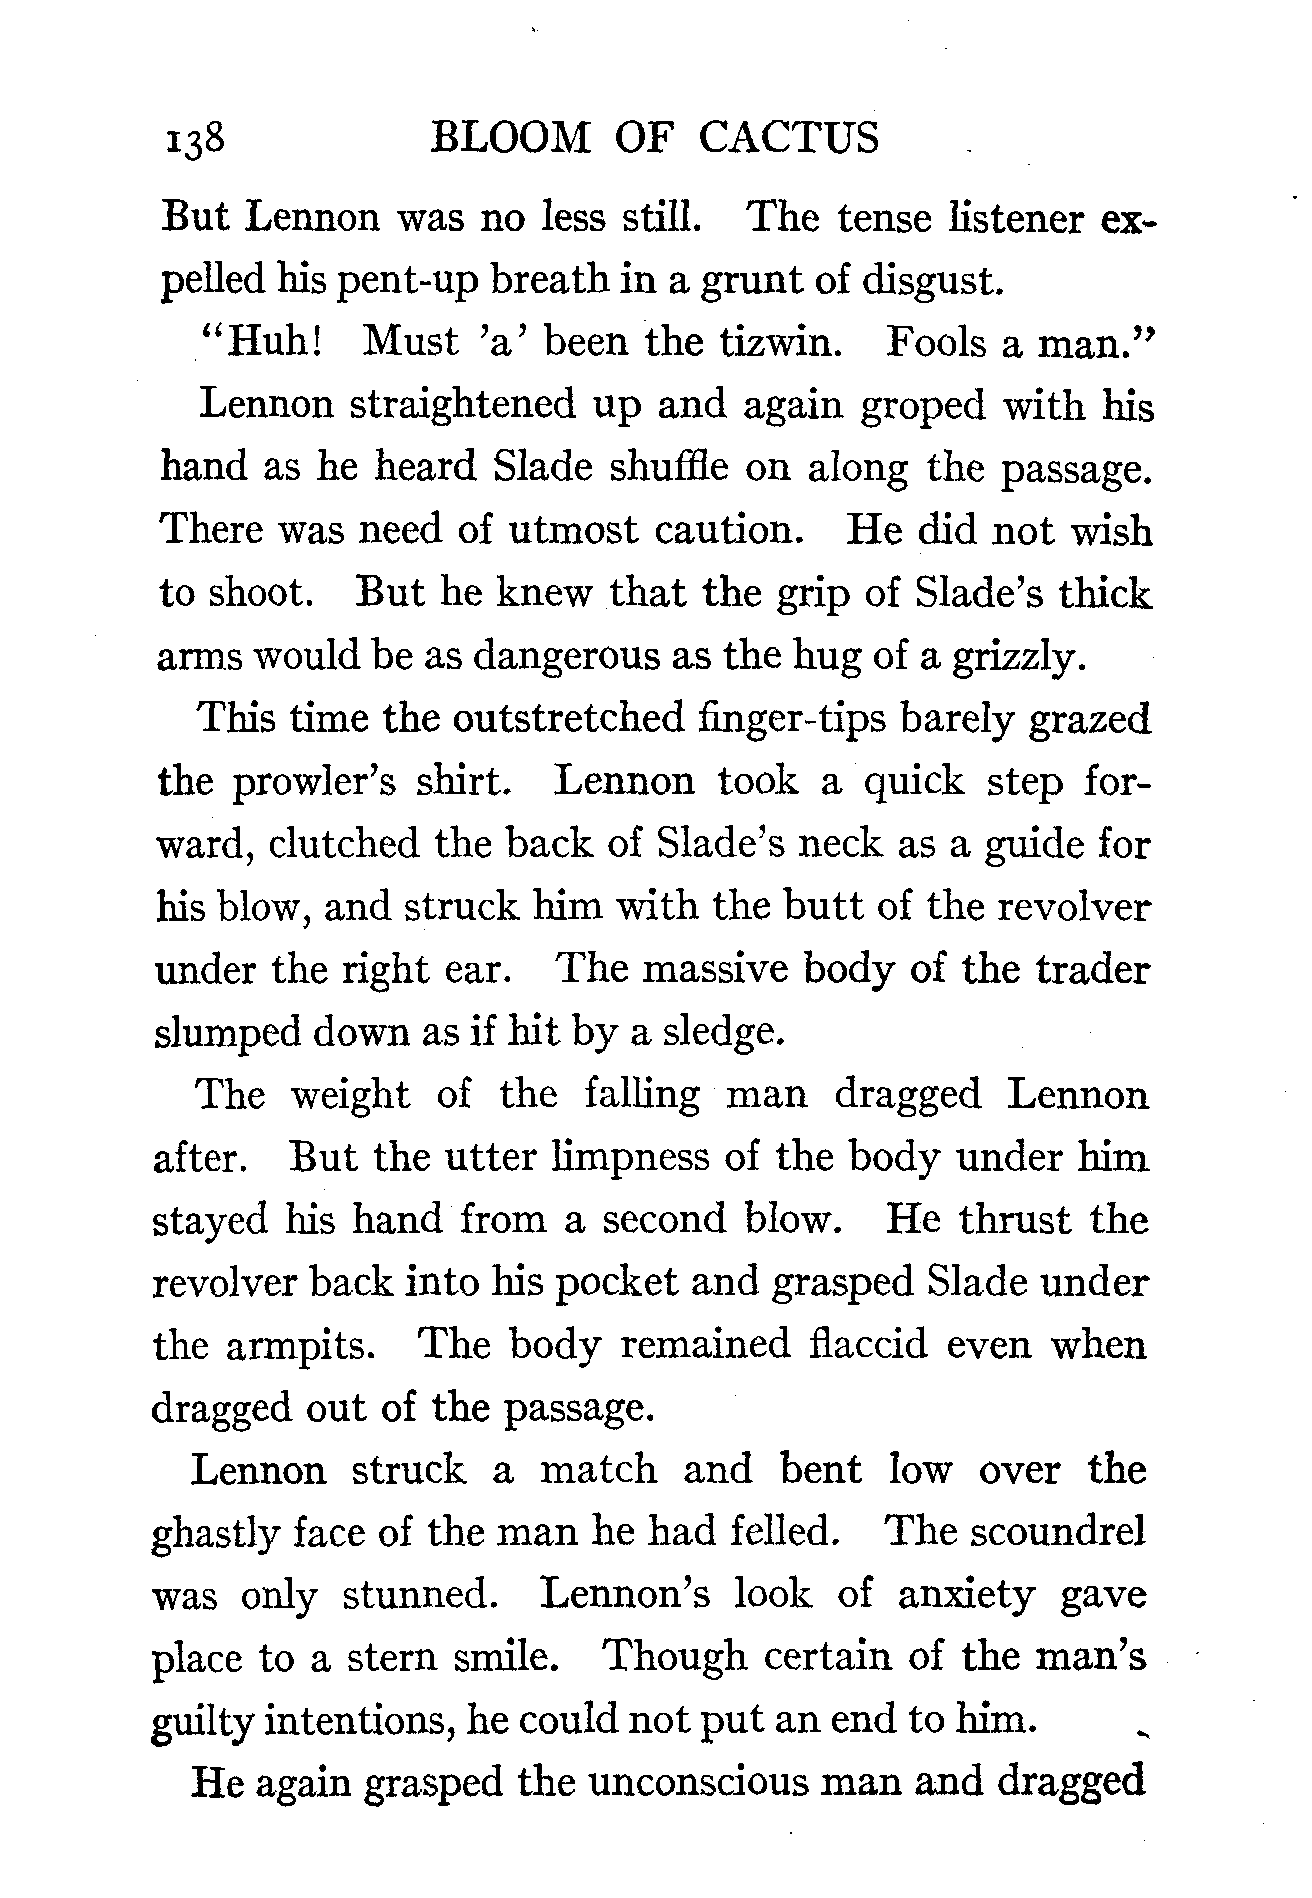 138 BLOOM OF CACTUS
But Lennon was no less still. The tense listener ex-
pelled his pent-up breath in a grunt of disgust.
“Huh! Must ’a’ been the tizwin. Fools a man.”
Lennon straightened up and again groped with his
hand as he heard Slade shuffle on along the passage.
There was need of utmost caution. He did not wish
to shoot. But he knew that the grip of Slade’s thick
arms would be as dangerous as the hug of a grizzly.
This time the outstretched finger-tips barely grazed
the prowler’s shirt. Lennon took a quick step for-
ward, clutched the back of Slade’s neck as a guide for
his blow, and struck him with the butt of the revolver
under the right ear. The massive body of the trader
slumped down as if hit by a sledge.
The weight of the falling man dragged Lennon
after. But the utter limpness of the body under him
stayed his hand from a second blow. He thrust the
revolver back into his pocket and grasped Slade under
the armpits. The body remained flaccid even when
dragged out of the passage.
Lennon struck a match and bent low over the
ghastly face of the man he had felled. The scoundrel
was only stunned. Lennon’s look of anxiety gave
place to a stern smile. Though certain of the man’s
guilty intentions, he could not put an end to him.
He again grasped the unconscious man and dragged